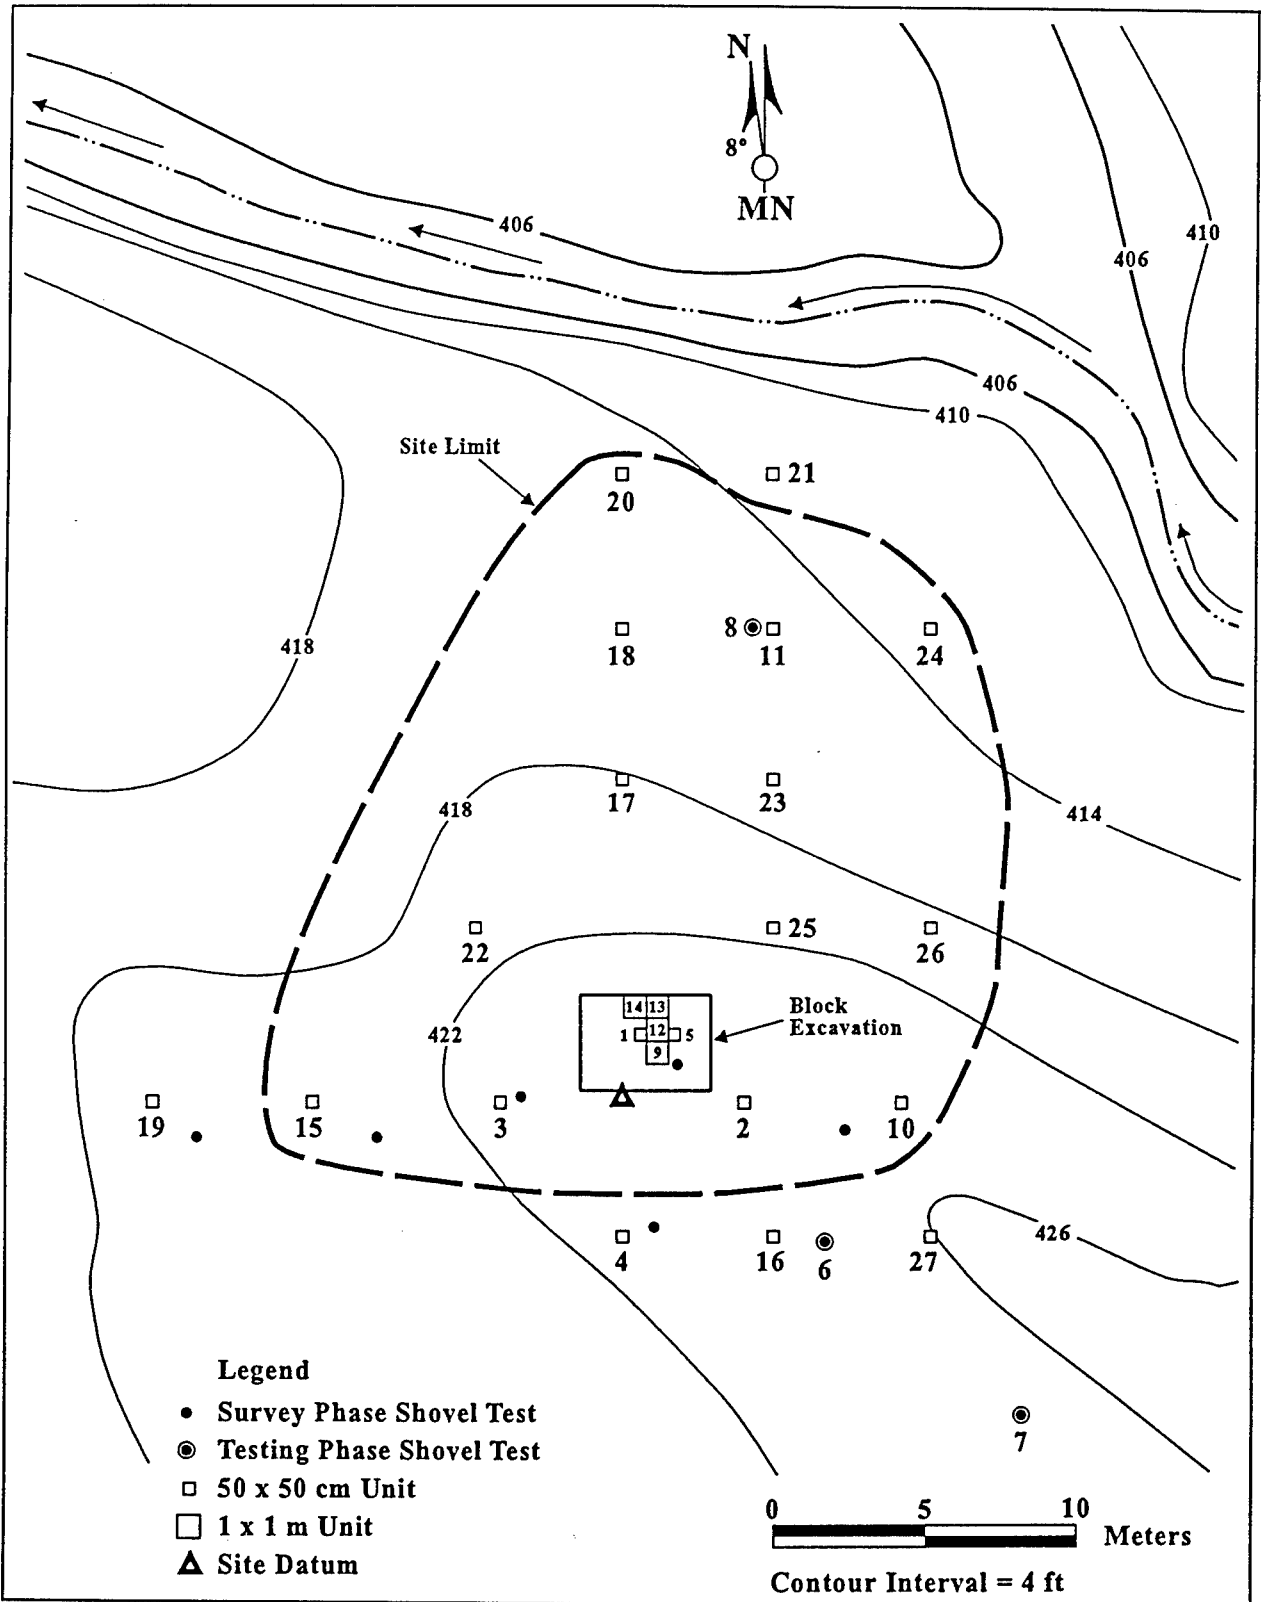 N
8°
MN
406
410
406
406
410
Site Limit
21
20
418
8
18
11
24
17
23
418
414
22
25
26
14 13
Block
Excavation
422
1 12 5
9
19
15
3
2
10
4
16
6
27
426
Legend
Survey Phase Shovel Test
Testing Phase Shovel Test
50 x 50 cm Unit
1 x 1 m Unit
Site Datum
7
0 5 10
Meters
Contour Interval = 4 ft